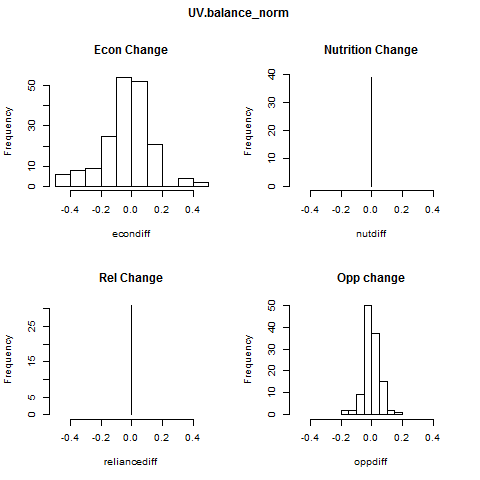 UV.balance_norm
Econ Change
Frequency
0
10
30
50
-0.4 -0.2 0.0 0.2 0.4
econdiff
Nutrition Change
Frequency
0
10
20
30
40
-0.4 -0.2 0.0 0.2 0.4
nutdiff
Rel Change
Frequency
0
5
15
25
-0.4 -0.2 0.0 0.2 0.4
reliancediff
Opp change
Frequency
0
10
20
30
40
50
-0.4 -0.2 0.0 0.2 0.4
oppdiff